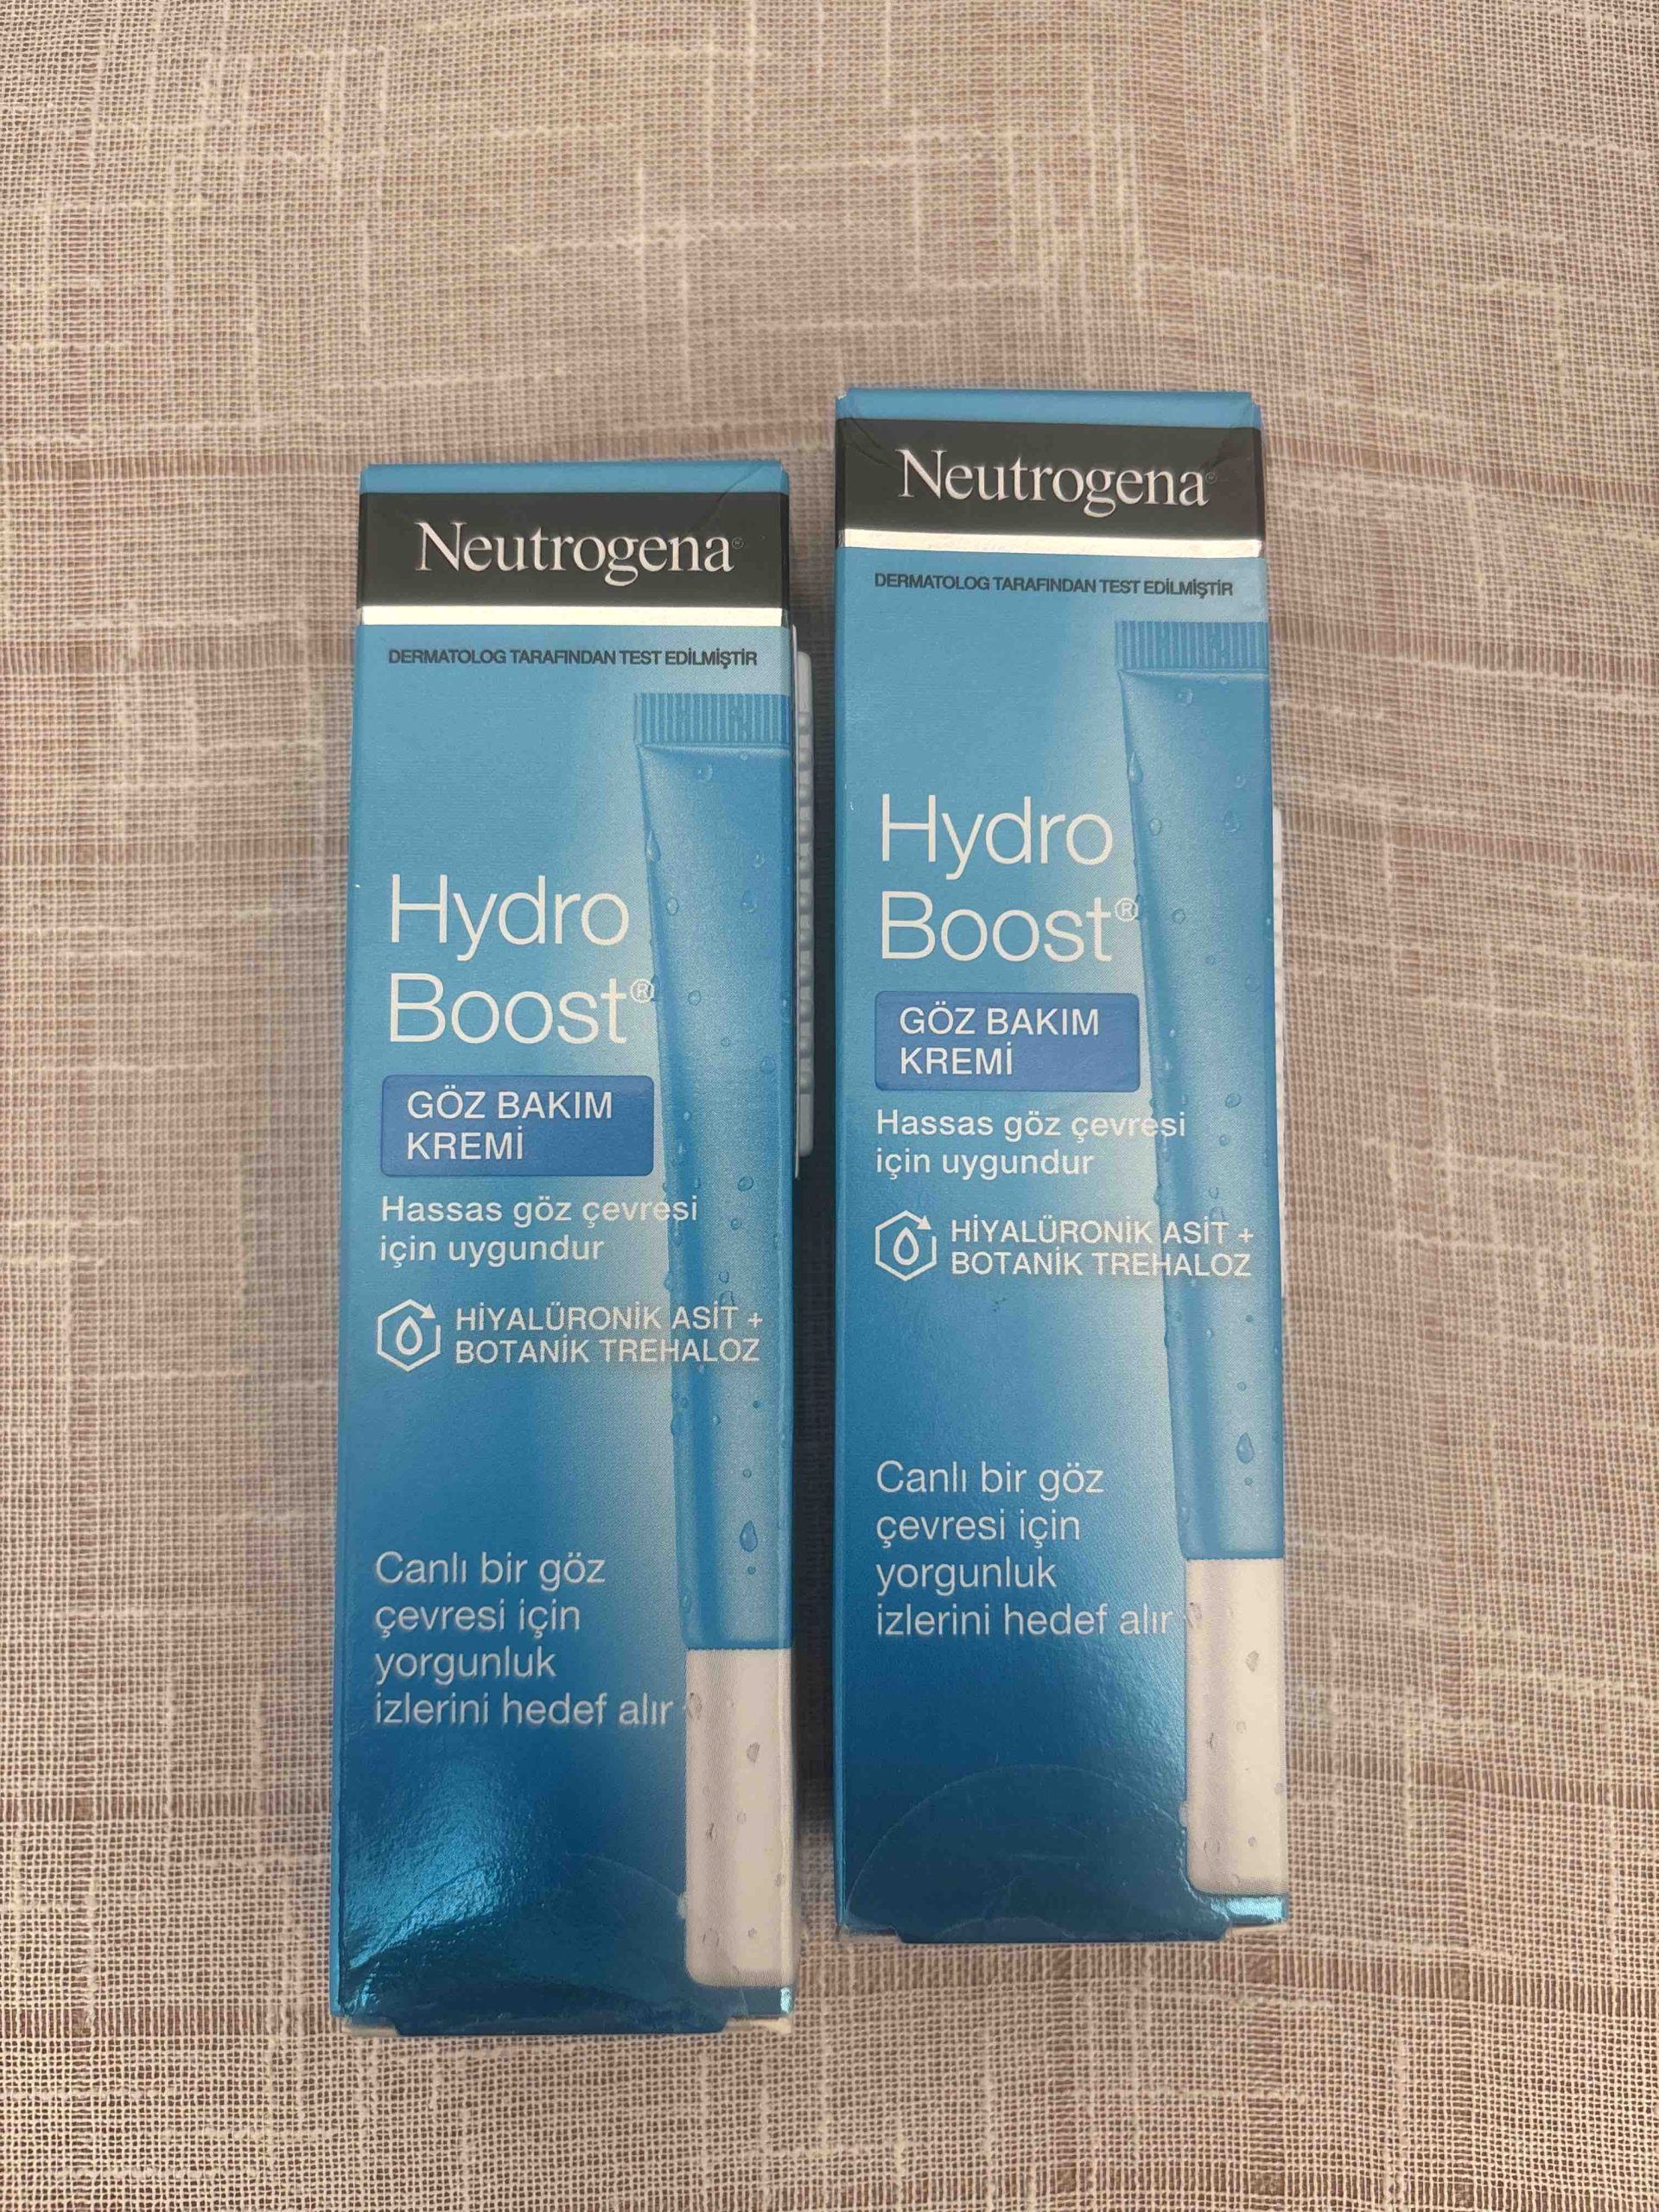 Neutrogena®
DERMATOLOG TARAFINDAN TEST EDİLMİŞTİR
Hydro
Boost®
GÖZ BAKIM
KREMİ
Hassas göz çevresi
için uygundur
HİYALÜRONİK ASİT +
BOTANİK TREHALOZ
Canlı bir göz
çevresi için
yorgunluk
izlerini hedef alır
Neutrogena®
DERMATOLOG TARAFINDAN TEST EDİLMİŞTİR
Hydro
Boost®
GÖZ BAKIM
KREMİ
Hassas göz çevresi
için uygundur
HİYALÜRONİK ASİT +
BOTANİK TREHALOZ
Canlı bir göz
çevresi için
yorgunluk
izlerini hedef alır